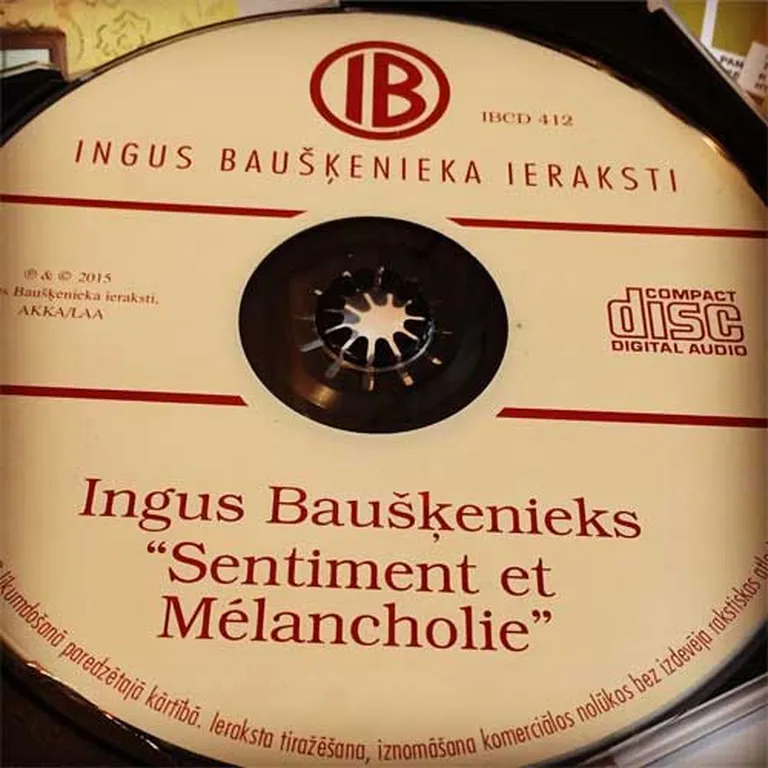 IB
IBCD 412
INGUS BAUŠĶENIEKA IERAKSTI
℗ & © 2015
Baušķenieka ieraksti,
AKKA/LAA
COMPACT
disc
DIGITAL AUDIO
Ingus Baušķenieks
“Sentiment et
Mélancholie”
likumdošanā paredzētajā kārtībā. Ieraksta tiražēšana, iznomāšana komerciālos nolūkos bez izdevēja rakstiskas